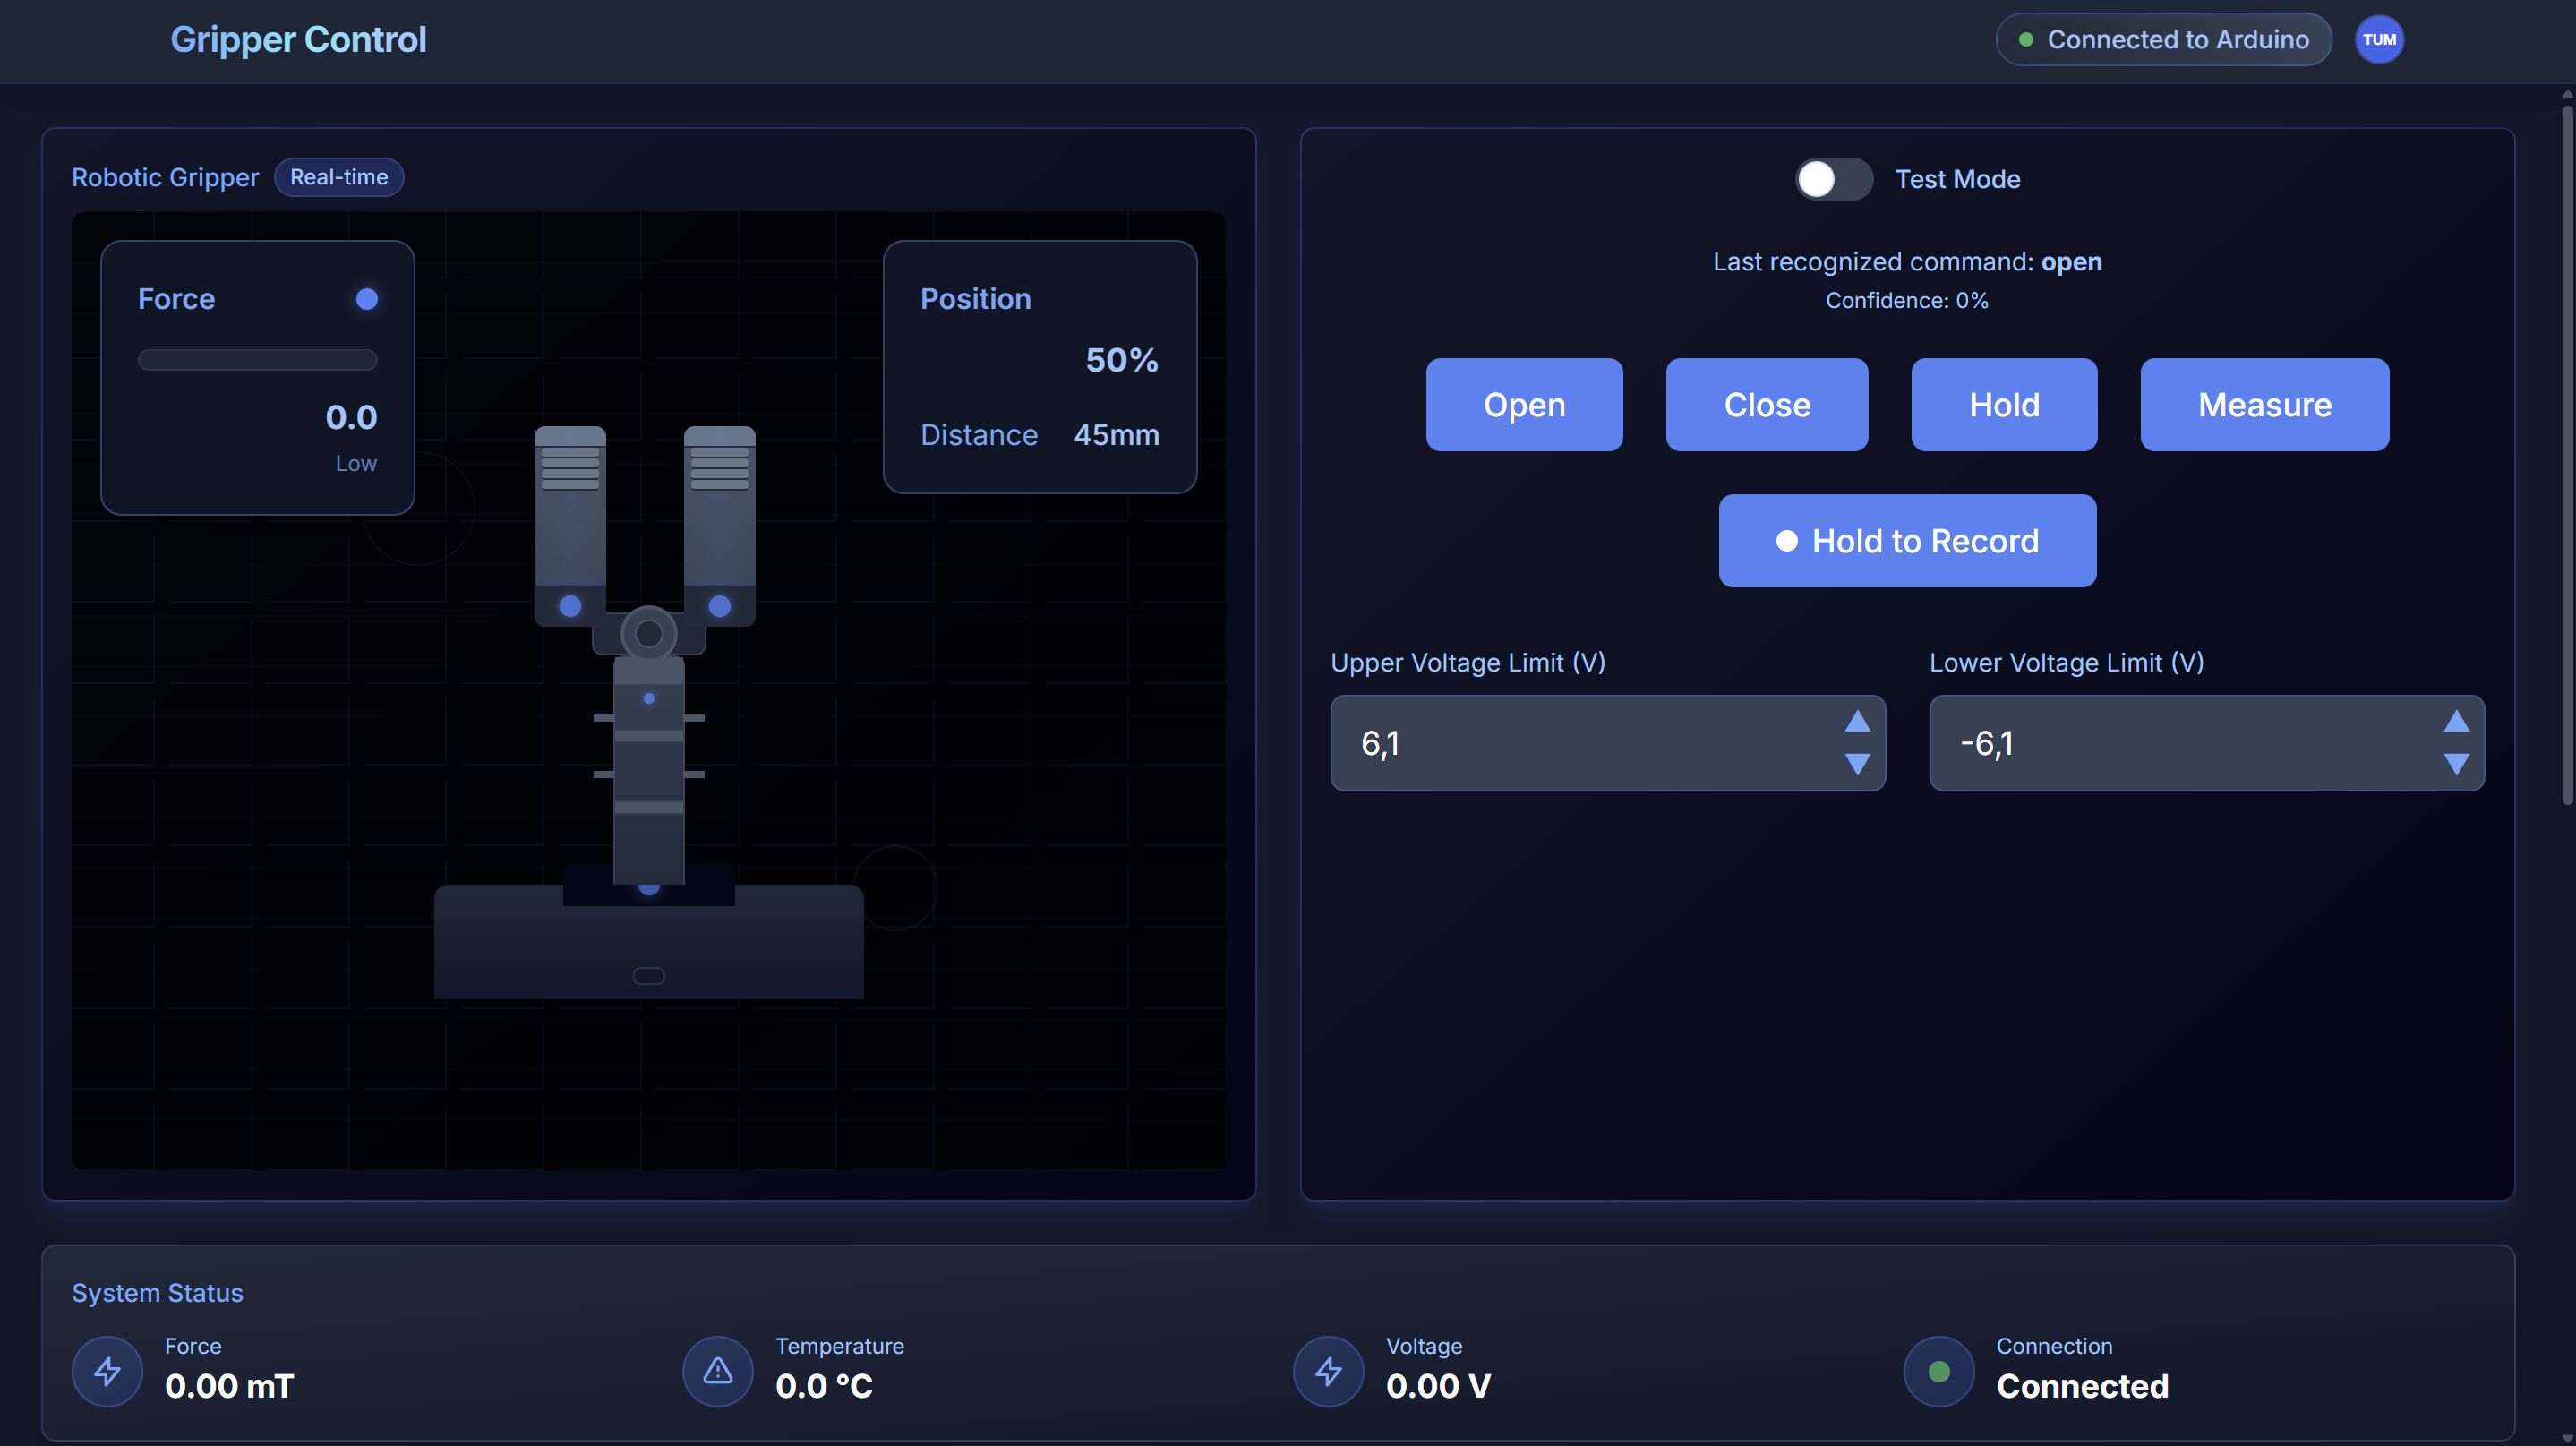 Gripper Control
Connected to Arduino
TUM
Robotic Gripper
Real-time
Force
0.0
Low
Position
50%
Distance 45mm
Test Mode
Last recognized command: open
Confidence: 0%
Open
Close
Hold
Measure
Hold to Record
Upper Voltage Limit (V)
6,1
Lower Voltage Limit (V)
-6,1
System Status
Force
0.00 mT
Temperature
0.0 °C
Voltage
0.00 V
Connection
Connected